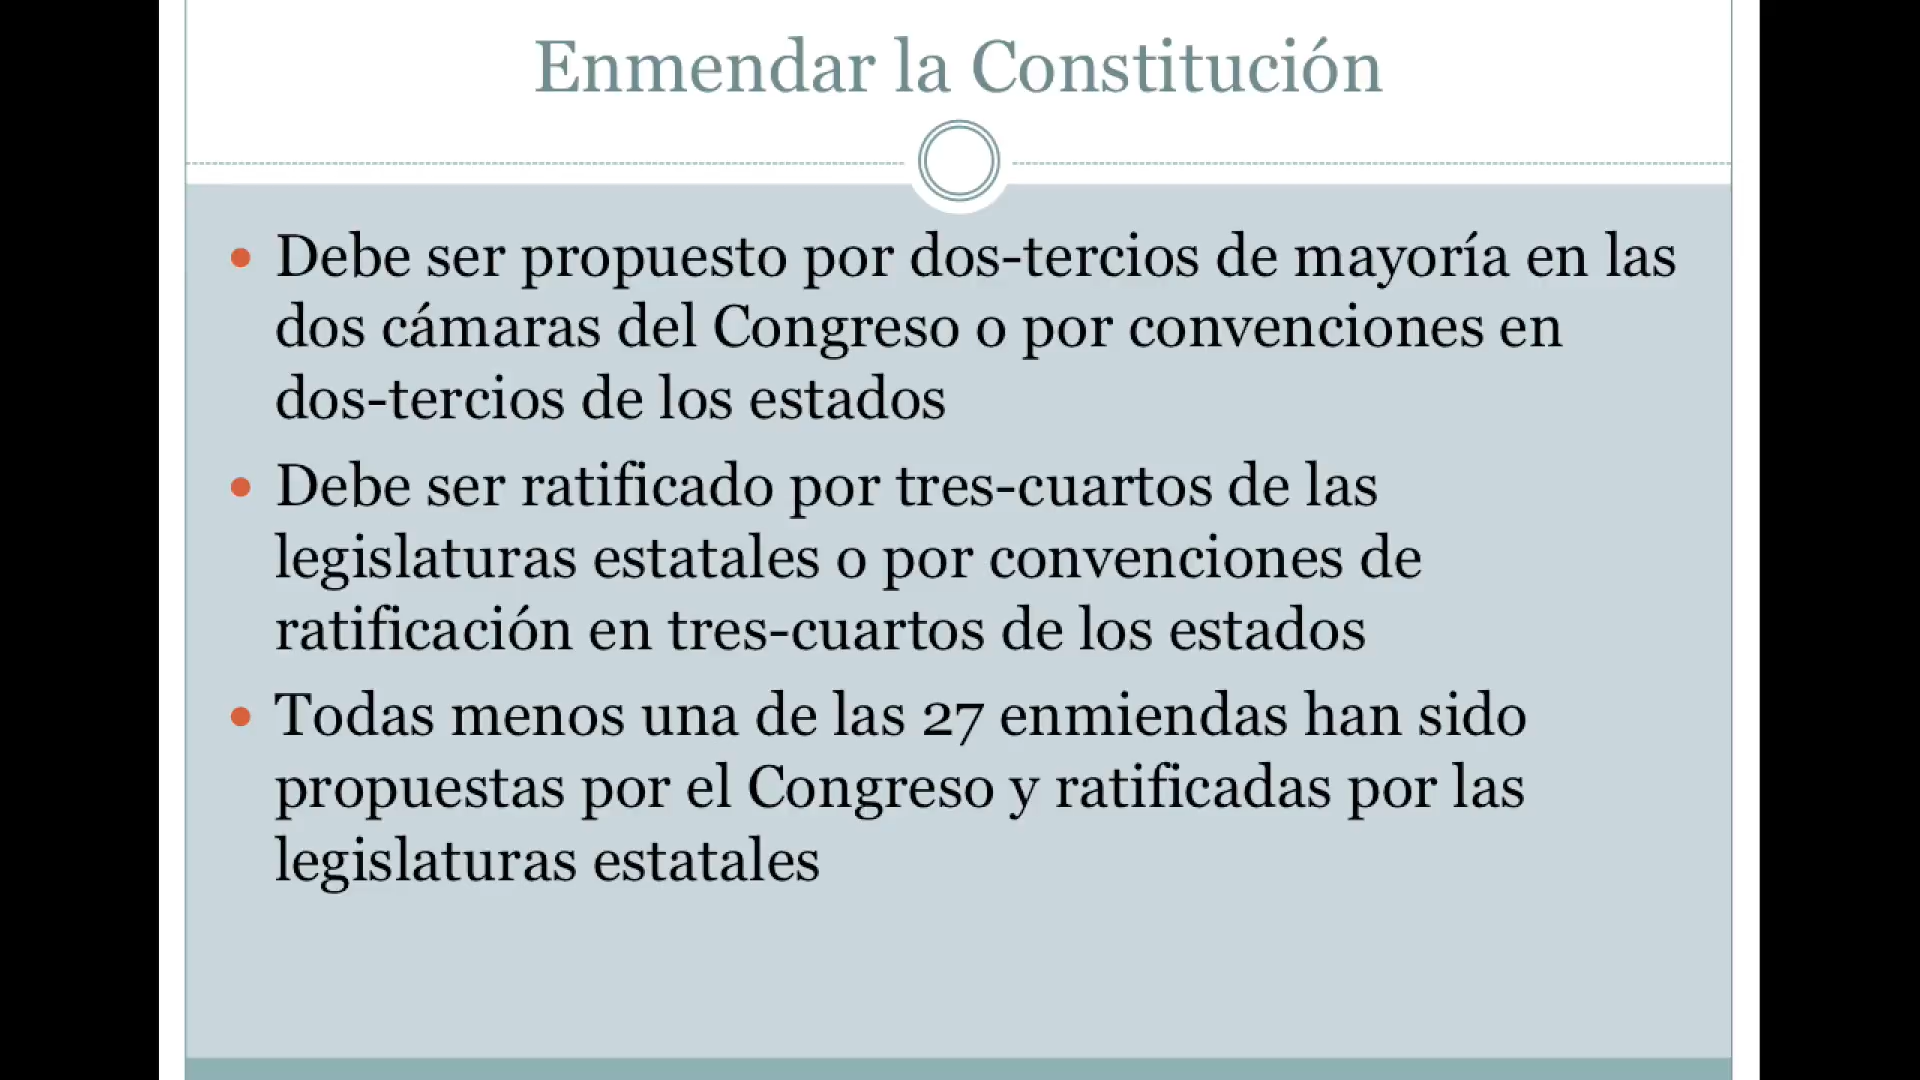 Enmendar la Constitución
• Debe ser propuesto por dos-tercios de mayoría en las
dos cámaras del Congreso o por convenciones en
dos-tercios de los estados
• Debe ser ratificado por tres-cuartos de las
legislaturas estatales o por convenciones de
ratificación en tres-cuartos de los estados
• Todas menos una de las 27 enmiendas han sido
propuestas por el Congreso y ratificadas por las
legislaturas estatales